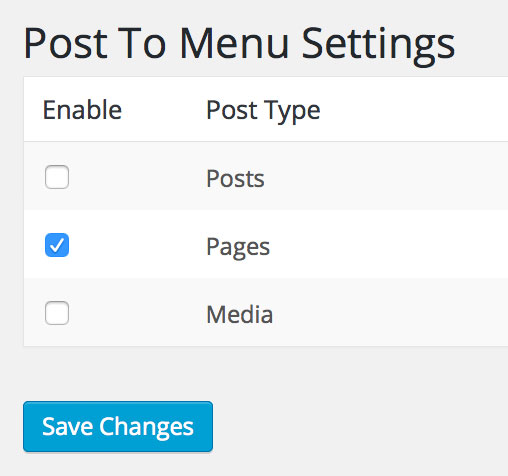 Post To Menu Settings
Enable Post Type
Posts
Pages
Media
Save Changes